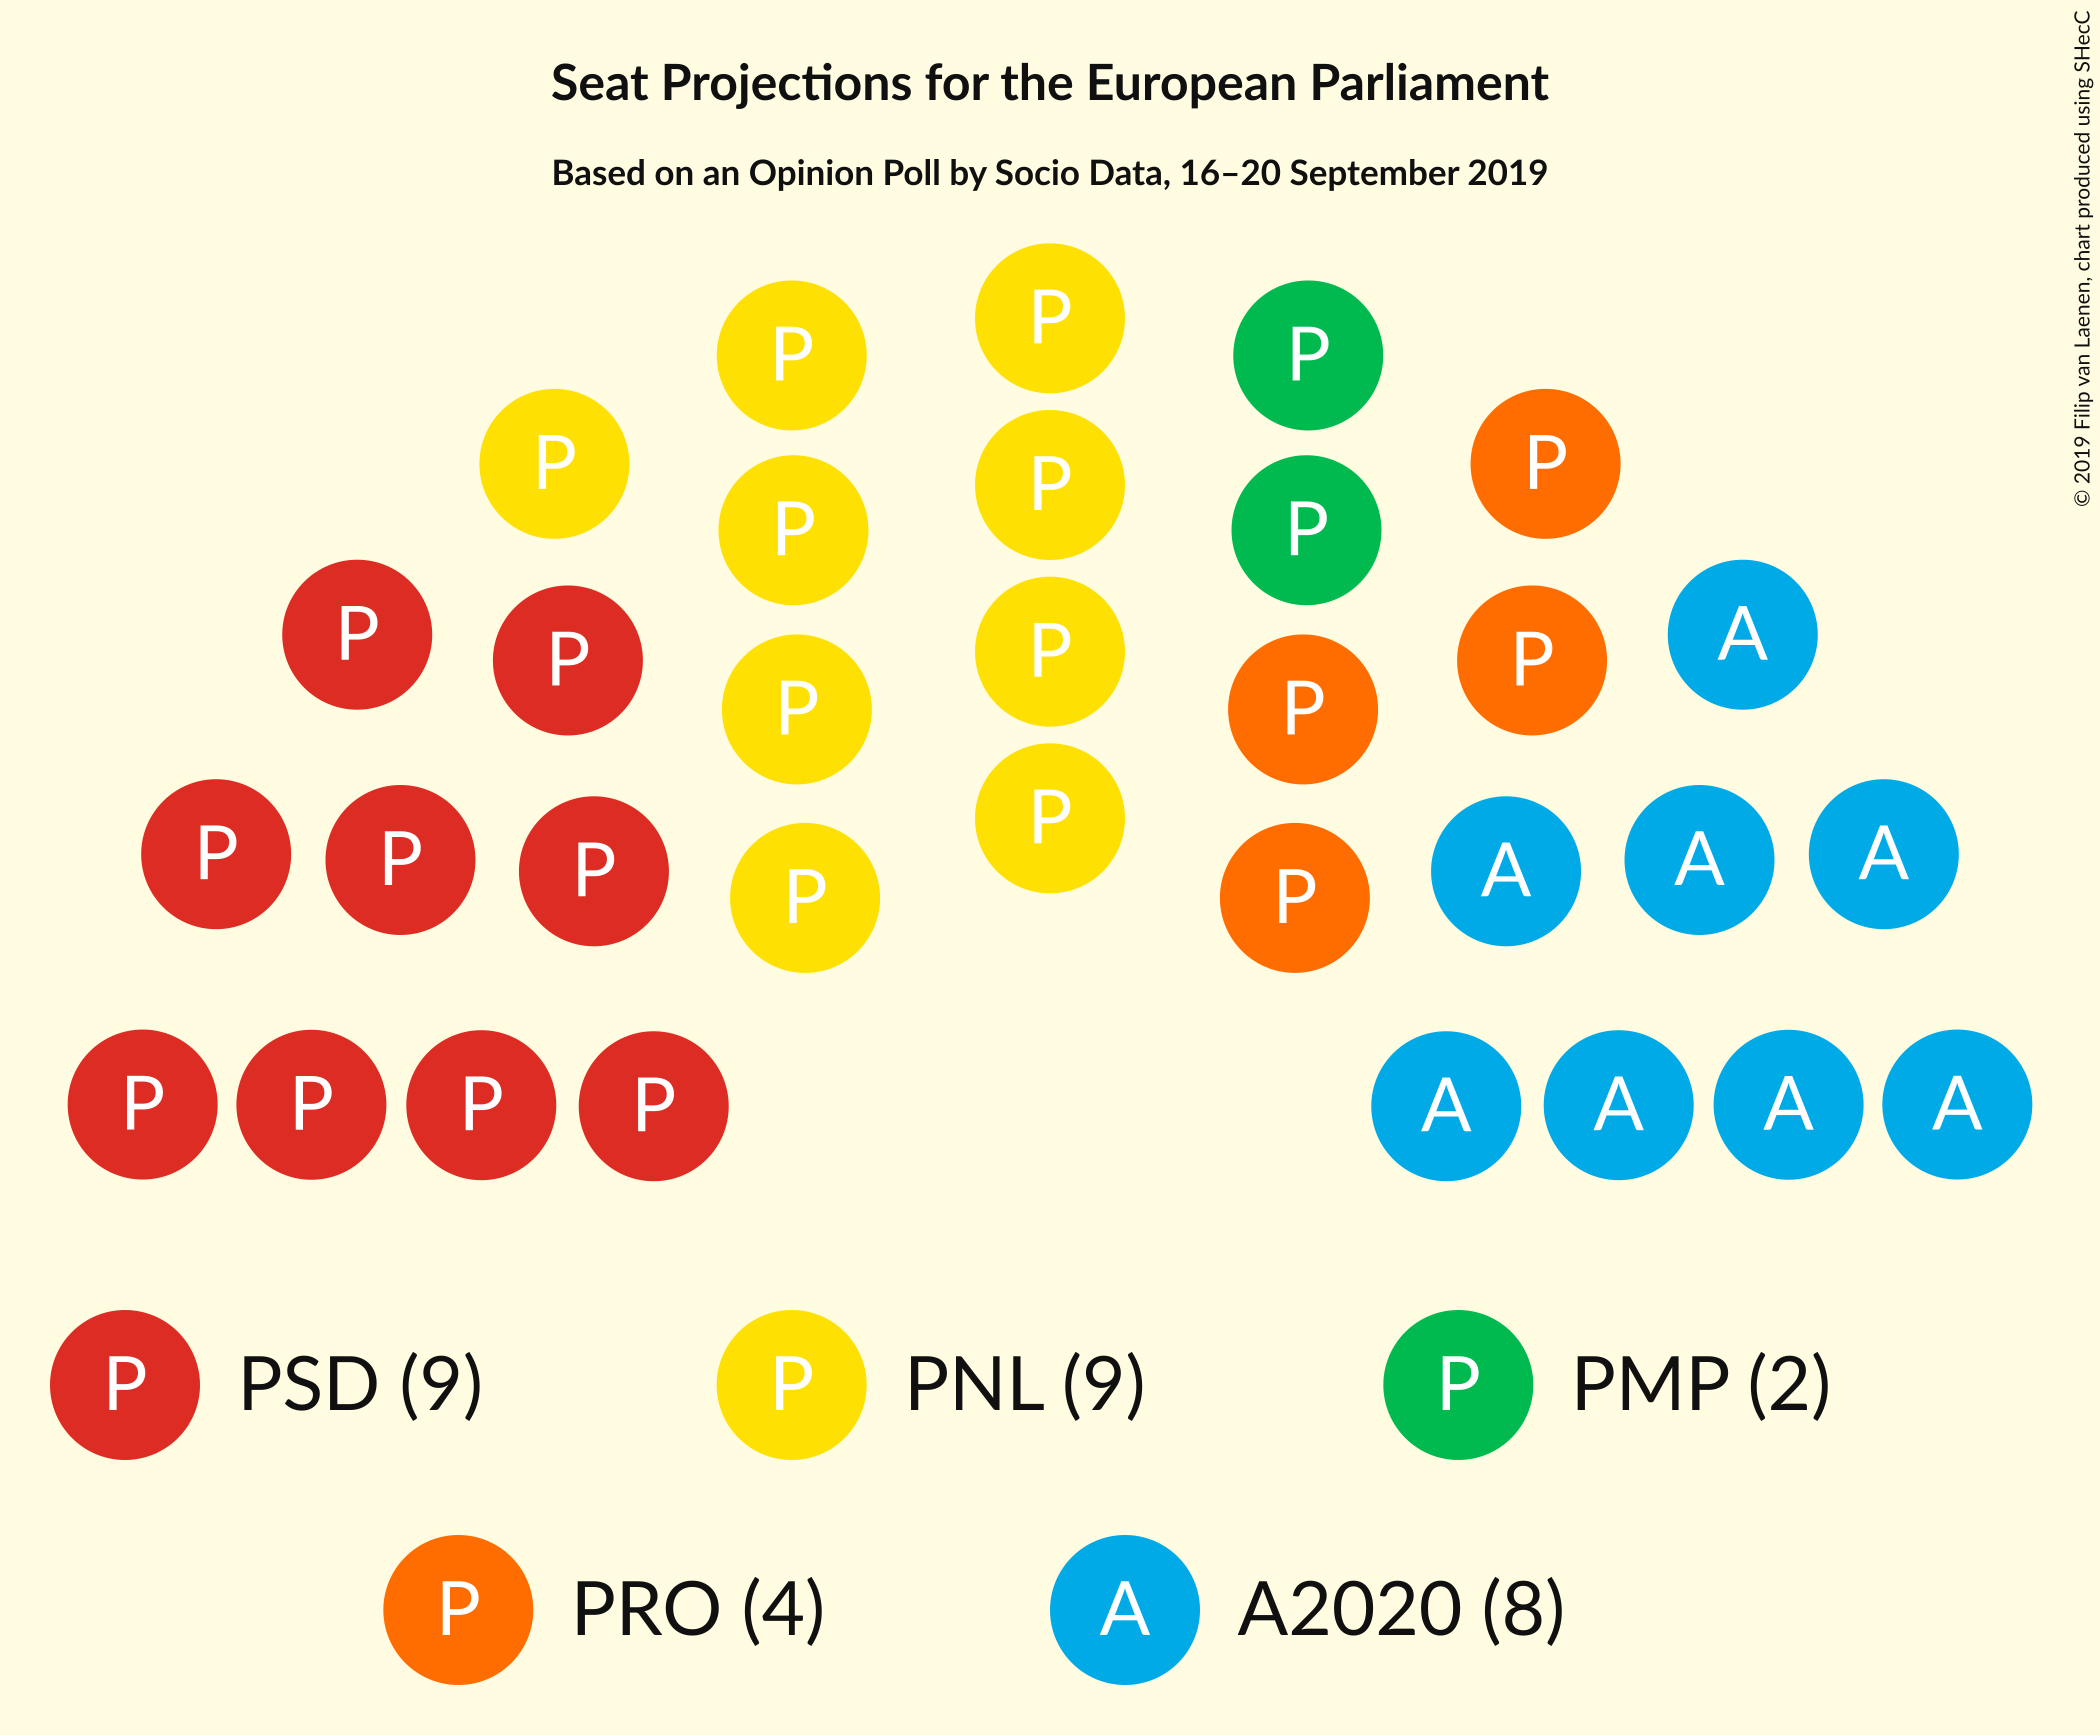 Seat Projections for the European Parliament
Based on an Opinion Poll by Socio Data, 16–20 September 2019
© 2019 Filip van Laenen, chart produced using SHecC
P
P P
P P
P P
P
P P
P P A
P P
P P
P P P A A A
P P
P P P P A A A A
P PSD (9) P PNL (9) P PMP (2)
P PRO (4) A A2020 (8)